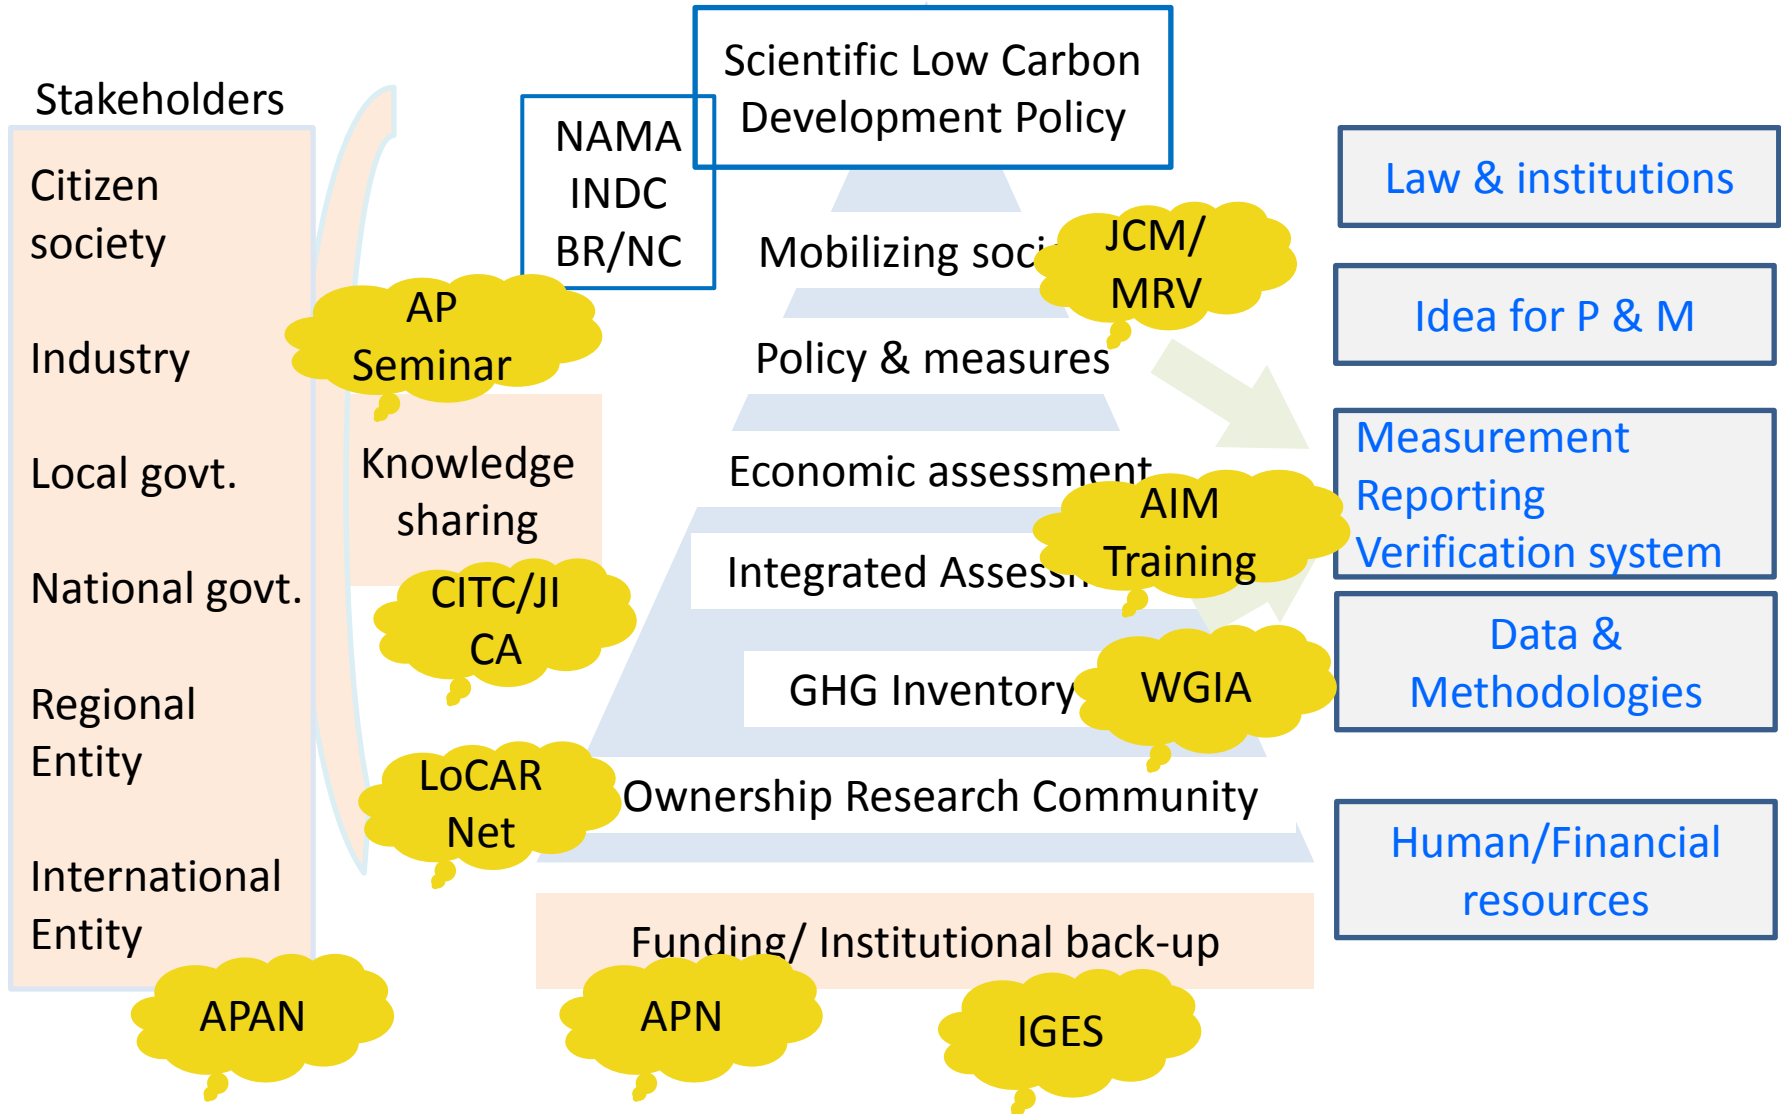 Scientific Low Carbon
Development Policy
Stakeholders
Citizen
society
Industry
Local govt.
National govt.
Regional
Entity
International
Entity
NAMA
INDC
BR/NC
AP
Seminar
Knowledge
sharing
CITC/JI
CA
LoCAR
Net
Mobilizing soci
JCM/
MRV
Policy & measures
Economic assessment
AIM
Training
Integrated Assessm
GHG Inventory
WGIA
Ownership Research Community
Funding/ Institutional back-up
APAN
APN
IGES
Law & institutions
Idea for P & M
Measurement
Reporting
Verification system
Data &
Methodologies
Human/Financial
resources